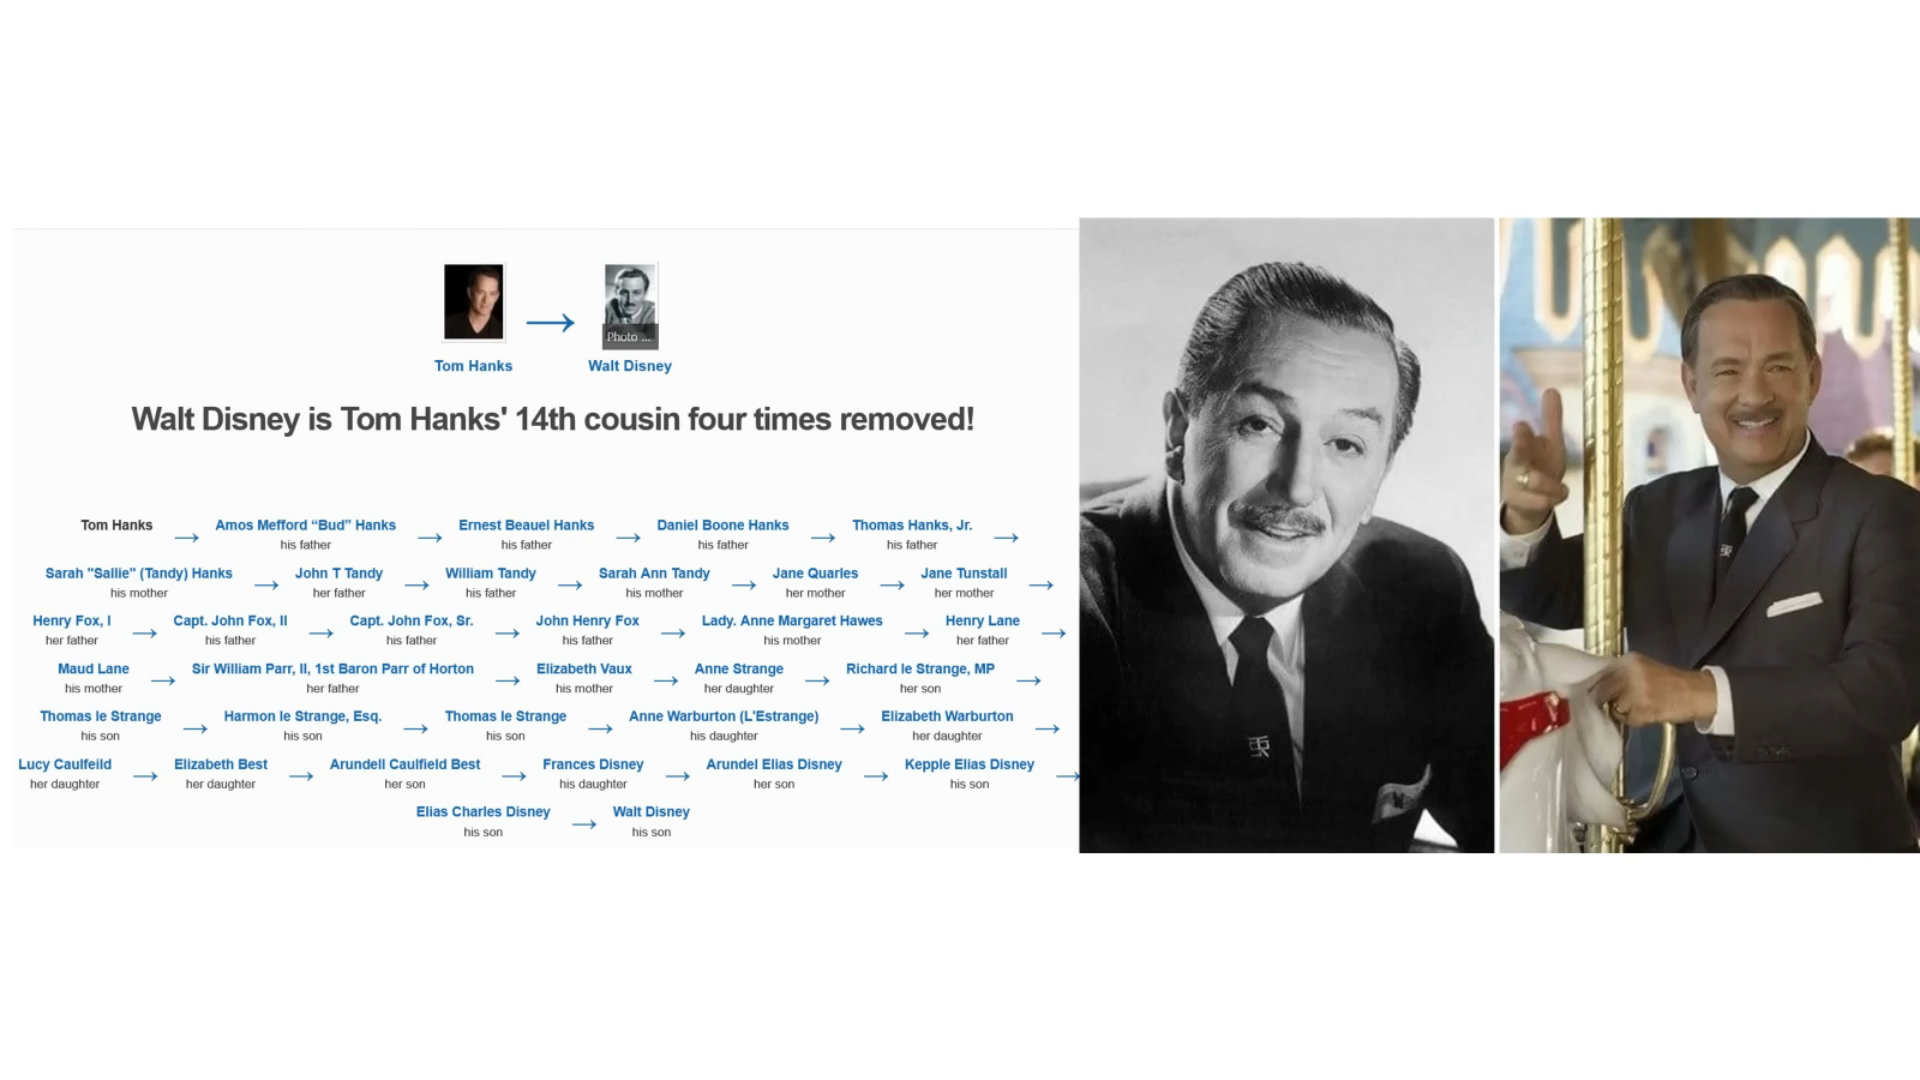 Photo ...
Tom Hanks Walt Disney
Walt Disney is Tom Hanks' 14th cousin four times removed!
Tom Hanks → Amos Mefford “Bud” Hanks → Ernest Beauel Hanks → Daniel Boone Hanks → Thomas Hanks, Jr. →
his father his father his father his father
Sarah "Sallie" (Tandy) Hanks → John T Tandy → William Tandy → Sarah Ann Tandy → Jane Quarles → Jane Tunstall →
his mother her father his father his mother her mother her mother
Henry Fox, I → Capt. John Fox, II → Capt. John Fox, Sr. → John Henry Fox → Lady. Anne Margaret Hawes → Henry Lane →
her father his father his father his father his mother her father
Maud Lane → Sir William Parr, II, 1st Baron Parr of Horton → Elizabeth Vaux → Anne Strange → Richard le Strange, MP →
his mother her father his mother her daughter her son
Thomas le Strange → Harmon le Strange, Esq. → Thomas le Strange → Anne Warburton (L'Estrange) → Elizabeth Warburton →
his son his son his son his daughter her daughter
Lucy Caulfeild → Elizabeth Best → Arundell Caulfield Best → Frances Disney → Arundel Elias Disney → Kepple Elias Disney →
her daughter her daughter her son his daughter her son his son
Elias Charles Disney → Walt Disney
his son his son